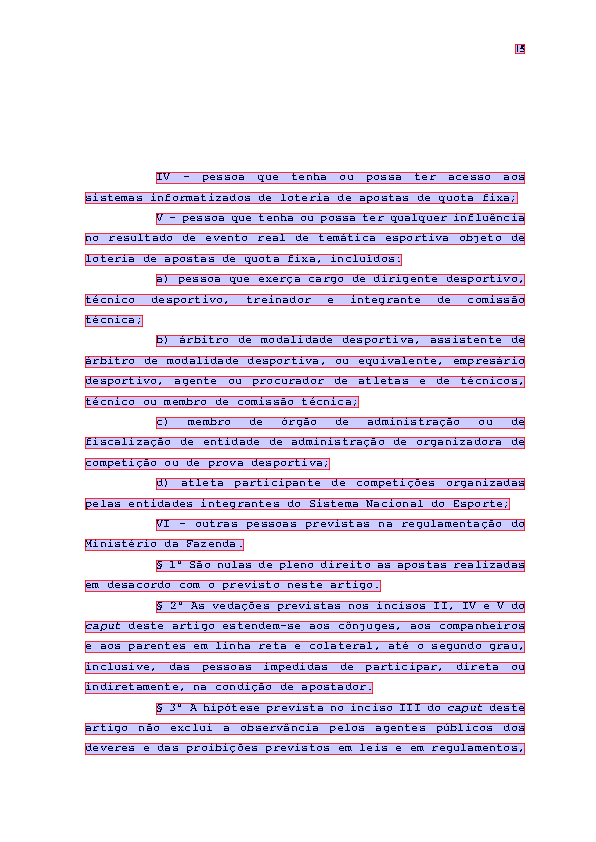 15
IV - pessoa que tenha ou possa ter acesso aos
sistemas informatizados de loteria de apostas de quota fixa;
V - pessoa que tenha ou possa ter qualquer influência
no resultado de evento real de temática esportiva objeto de
loteria de apostas de quota fixa, incluídos:
a) pessoa que exerça cargo de dirigente desportivo,
técnico desportivo, treinador e integrante de comissão
técnica;
b) árbitro de modalidade desportiva, assistente de
árbitro de modalidade desportiva, ou equivalente, empresário
desportivo, agente ou procurador de atletas e de técnicos,
técnico ou membro de comissão técnica;
c) membro de órgão de administração ou de
fiscalização de entidade de administração de organizadora de
competição ou de prova desportiva;
d) atleta participante de competições organizadas
pelas entidades integrantes do Sistema Nacional do Esporte;
VI - outras pessoas previstas na regulamentação do
Ministério da Fazenda.
§ 1º São nulas de pleno direito as apostas realizadas
em desacordo com o previsto neste artigo.
§ 2º As vedações previstas nos incisos II, IV e V do
caput deste artigo estendem-se aos cônjuges, aos companheiros
e aos parentes em linha reta e colateral, até o segundo grau,
inclusive, das pessoas impedidas de participar, direta ou
indiretamente, na condição de apostador.
§ 3º A hipótese prevista no inciso III do caput deste
artigo não exclui a observância pelos agentes públicos dos
deveres e das proibições previstos em leis e em regulamentos,